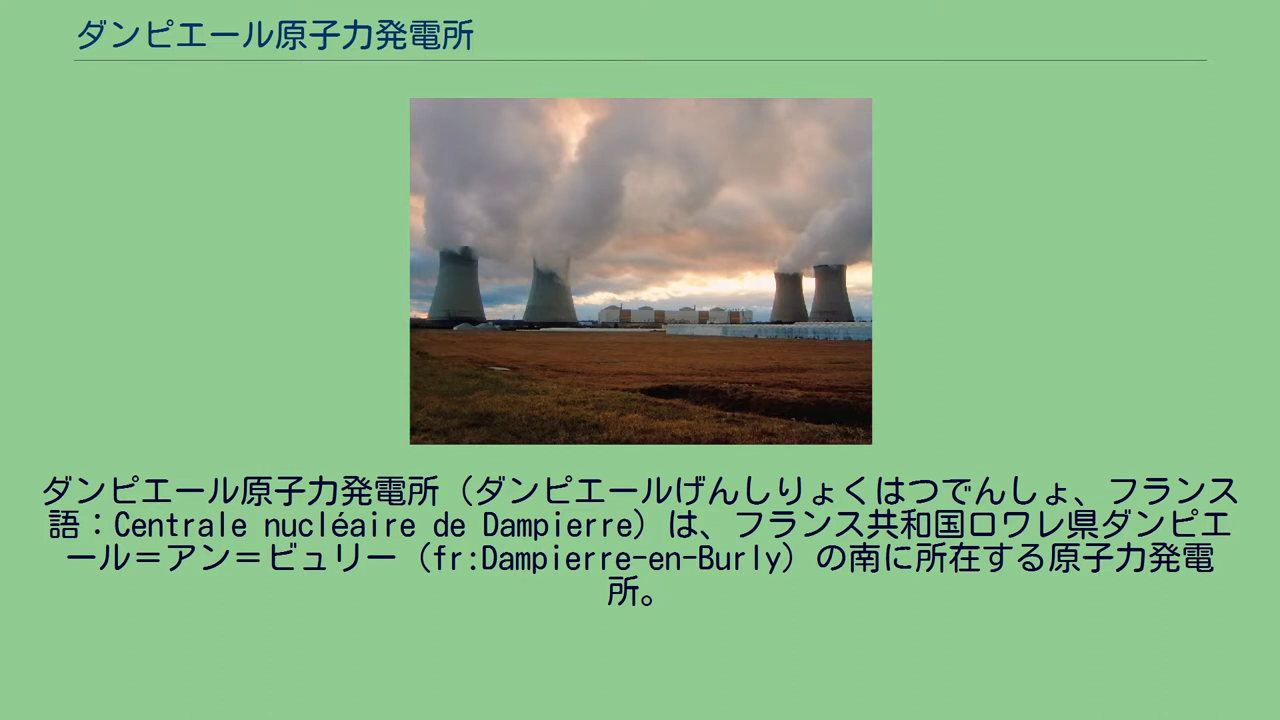 ダンピエール原子力発電所
ダンピエール原子力発電所（ダンピエールげんしりょくはつでんしょ、フランス
語：Centrale nucléaire de Dampierre）は、フランス共和国ロワレ県ダンピエ
ール＝アン＝ビュリー（fr:Dampierre-en-Burly）の南に所在する原子力発電
所。